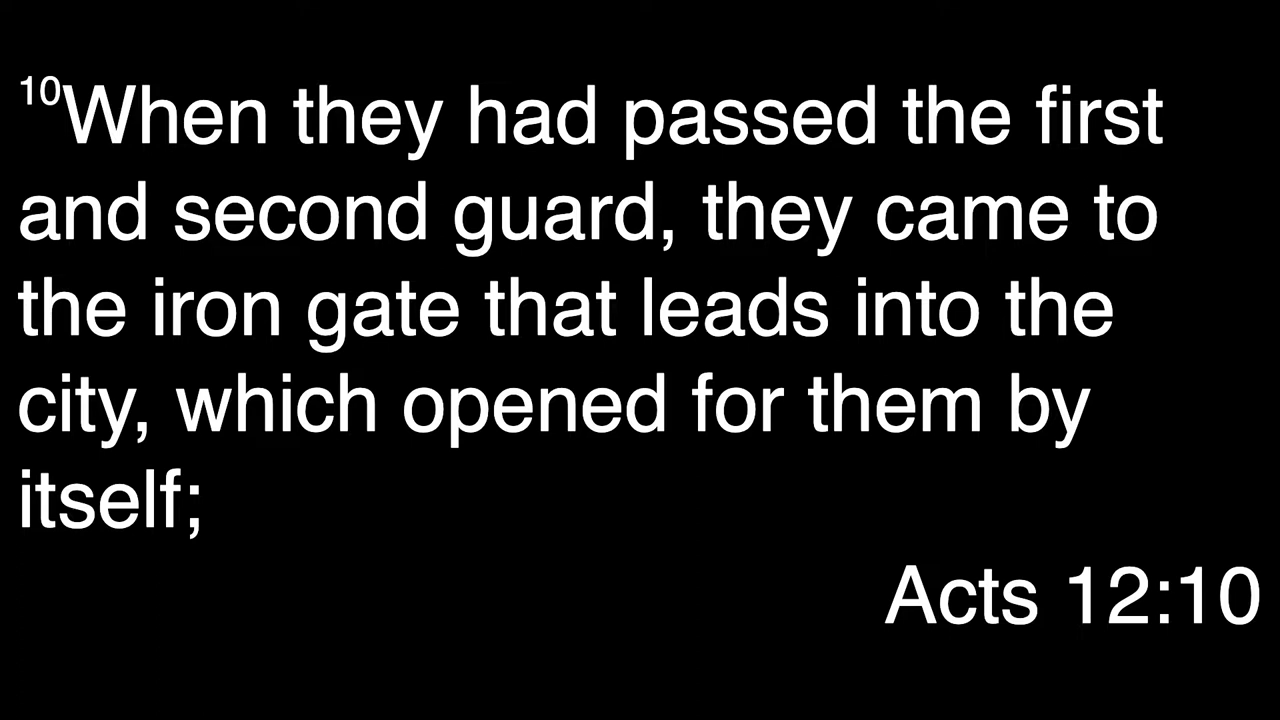 10When they had passed the first
and second guard, they came to
the iron gate that leads into the
city, which opened for them by
itself;
Acts 12:10